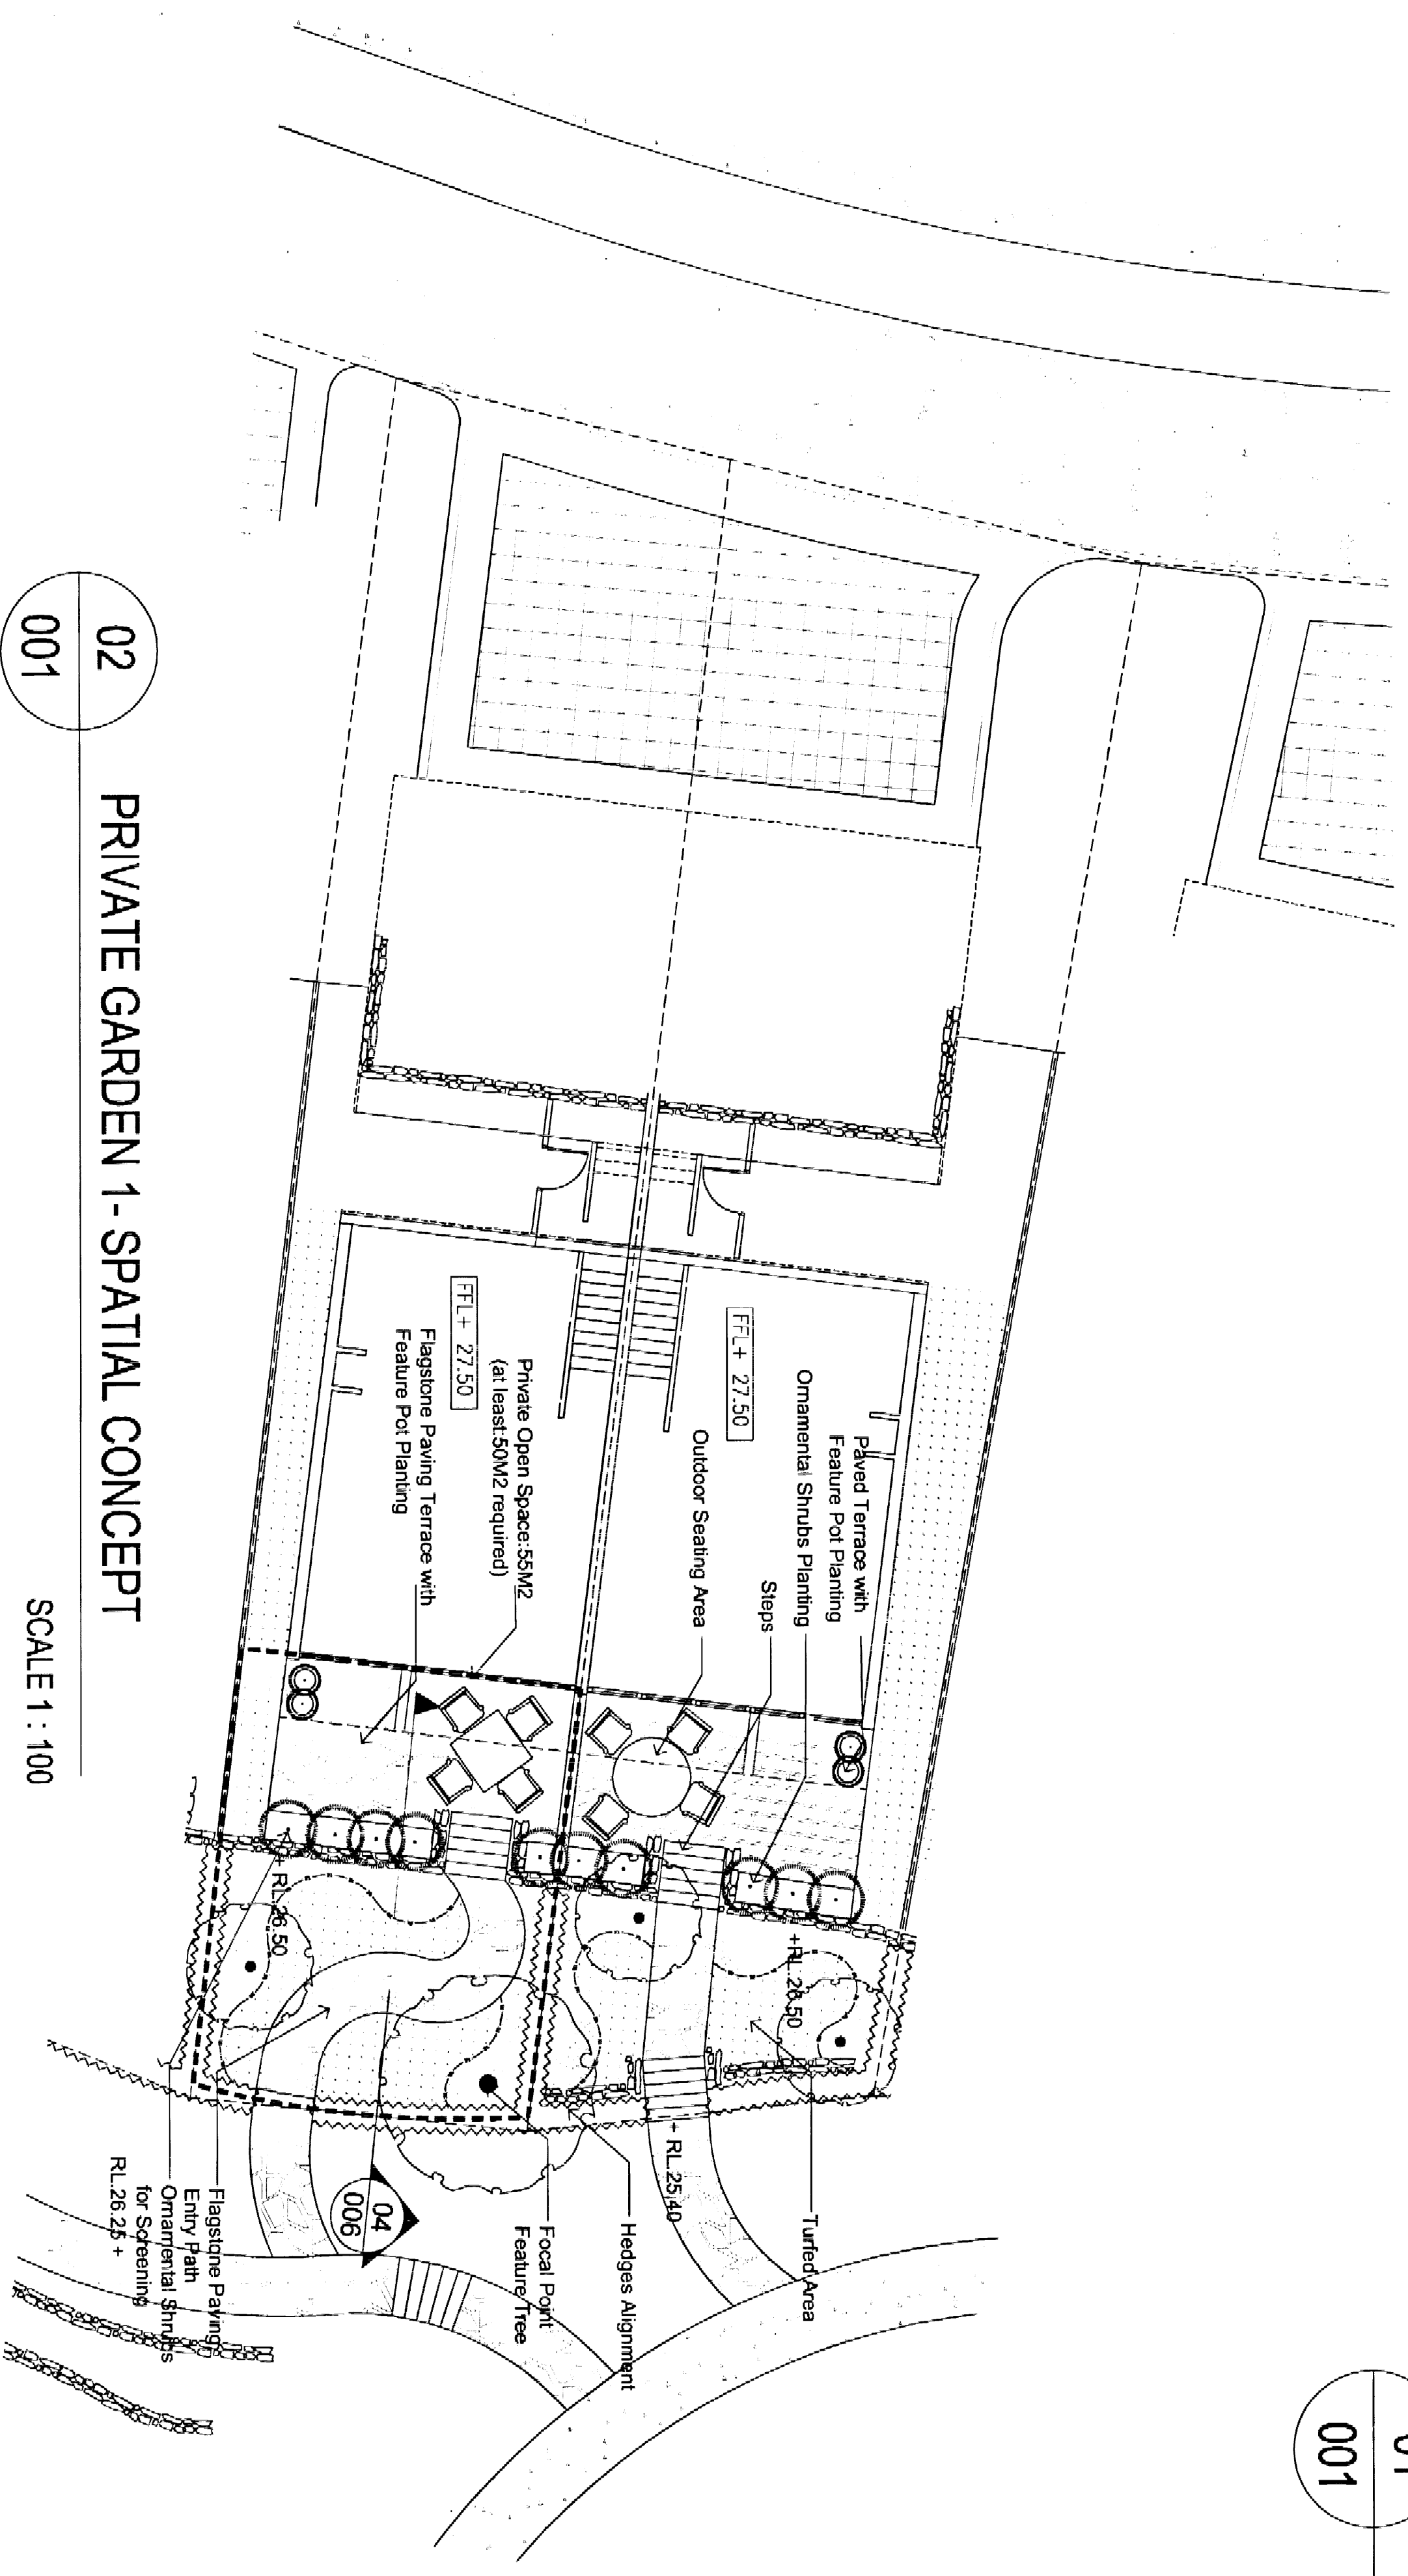 Paved Terrace with
Feature Pot Planting
Ornamental Shrubs Planting
Steps
FFL+ 27.50
Outdoor Seating Area
Private Open Space:55M2
(at least:50M2 required)
FFL+ 27.50
Flagstone Paving Terrace with
Feature Pot Planting
+RL.26.50
+ RL.26.50
Turfed Area
+ RL.25.40
Hedges Alignment
Focal Point
Feature Tree
04
006
Flagstone Paving
Entry Path
Ornamental Shrubs
for Screening
RL.26.25 +
02
001
PRIVATE GARDEN 1- SPATIAL CONCEPT
SCALE 1 : 100
001